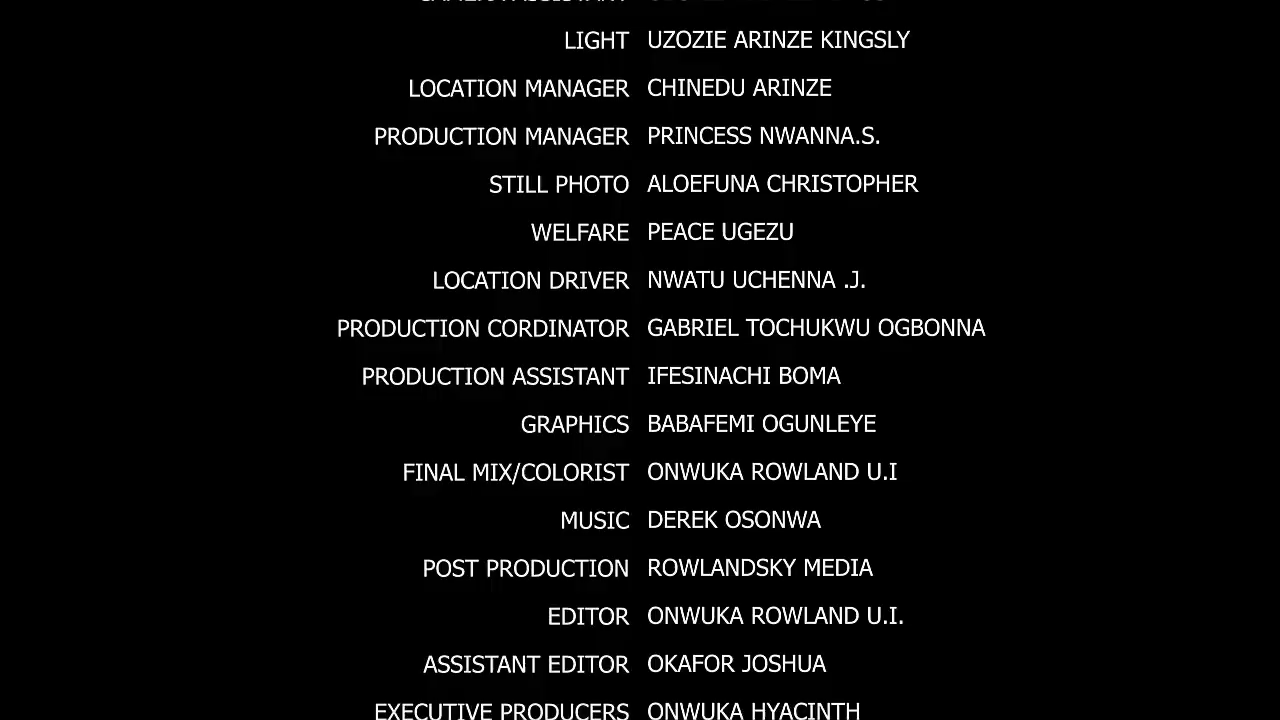 LIGHT UZOZIE ARINZE KINGSLY
LOCATION MANAGER CHINEDU ARINZE
PRODUCTION MANAGER PRINCESS NWANNA.S.
STILL PHOTO ALOEFUNA CHRISTOPHER
WELFARE PEACE UGEZU
LOCATION DRIVER NWATU UCHENNA .J.
PRODUCTION CORDINATOR GABRIEL TOCHUKWU OGBONNA
PRODUCTION ASSISTANT IFESINACHI BOMA
GRAPHICS BABAFEMI OGUNLEYE
FINAL MIX/COLORIST ONWUKA ROWLAND U.I
MUSIC DEREK OSONWA
POST PRODUCTION ROWLANDSKY MEDIA
EDITOR ONWUKA ROWLAND U.I.
ASSISTANT EDITOR OKAFOR JOSHUA
EXECUTIVE PRODUCERS ONWUKA HYACINTH